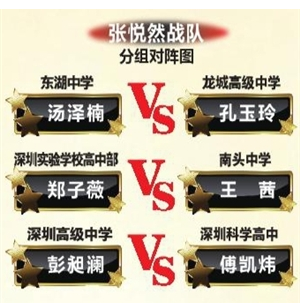 张悦然战队
分组对阵图
东湖中学
龙城高级中学
汤泽楠
VS
孔玉玲
深圳实验学校高中部
南头中学
郑子薇
VS
王茜
深圳高级中学
深圳科学高中
彭昶澜
VS
傅凯炜